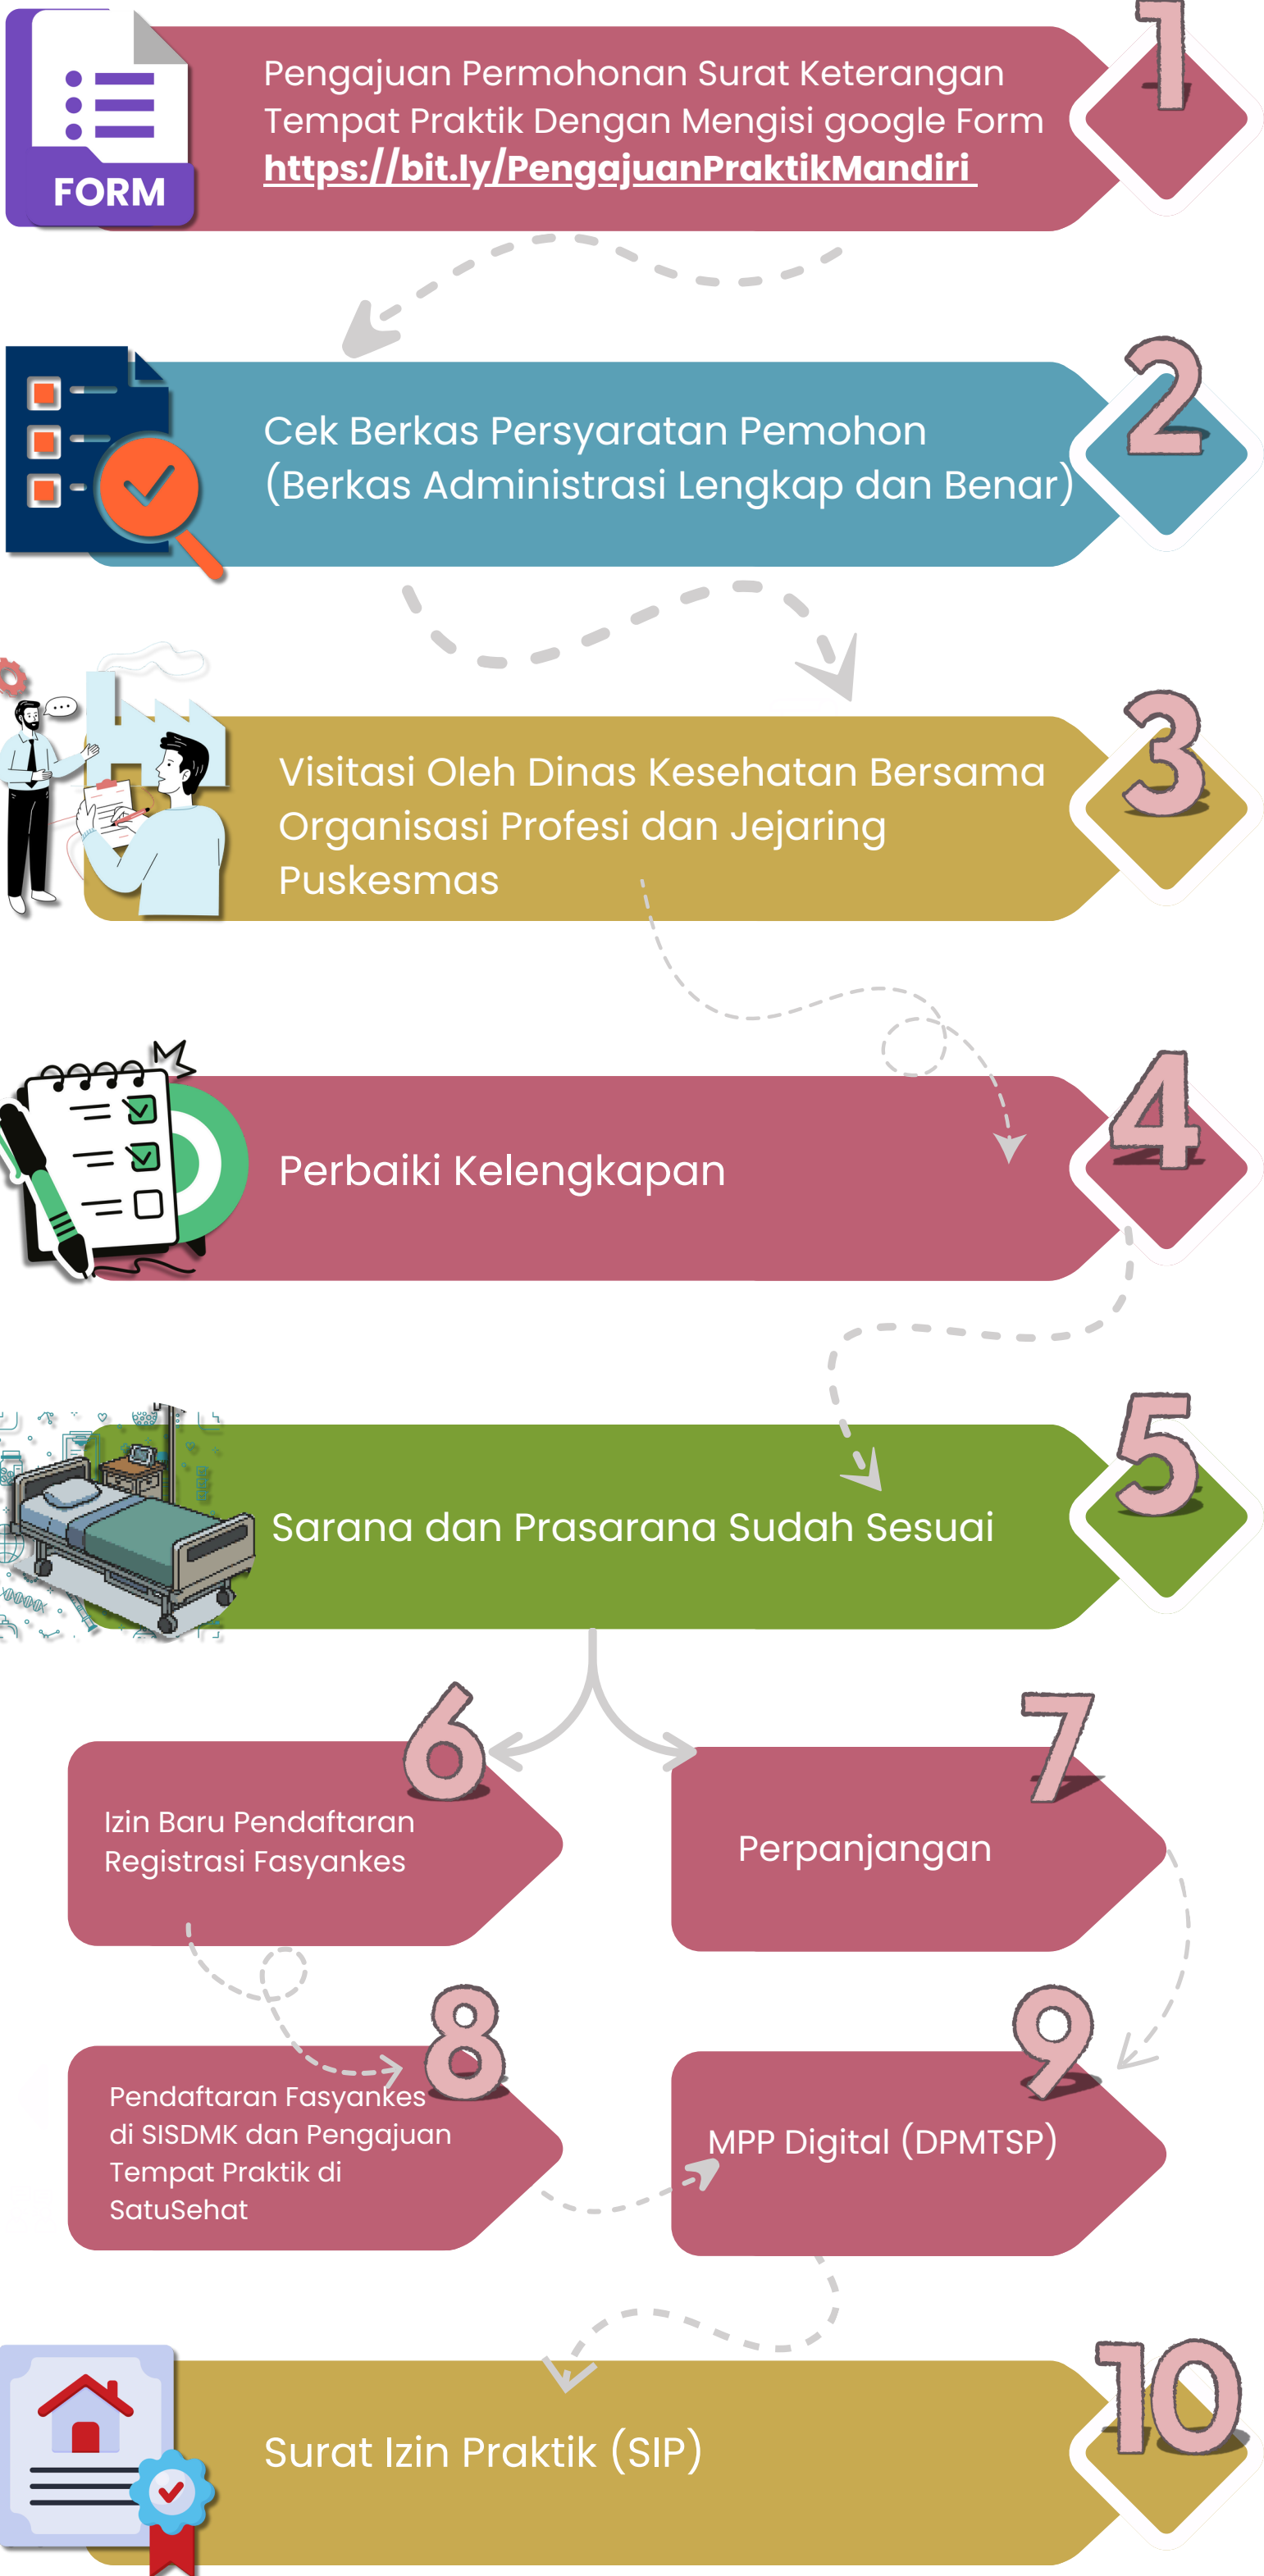 1
Pengajuan Permohonan Surat Keterangan
Tempat Praktik Dengan Mengisi google Form
https://bit.ly/PengajuanPraktikMandiri
FORM
2
Cek Berkas Persyaratan Pemohon
(Berkas Administrasi Lengkap dan Benar)
3
Visitasi Oleh Dinas Kesehatan Bersama
Organisasi Profesi dan Jejaring
Puskesmas
4
Perbaiki Kelengkapan
5
Sarana dan Prasarana Sudah Sesuai
6
Izin Baru Pendaftaran
Registrasi Fasyankes
7
Perpanjangan
8
Pendaftaran Fasyankes
di SISDMK dan Pengajuan
Tempat Praktik di
SatuSehat
9
MPP Digital (DPMTSP)
10
Surat Izin Praktik (SIP)